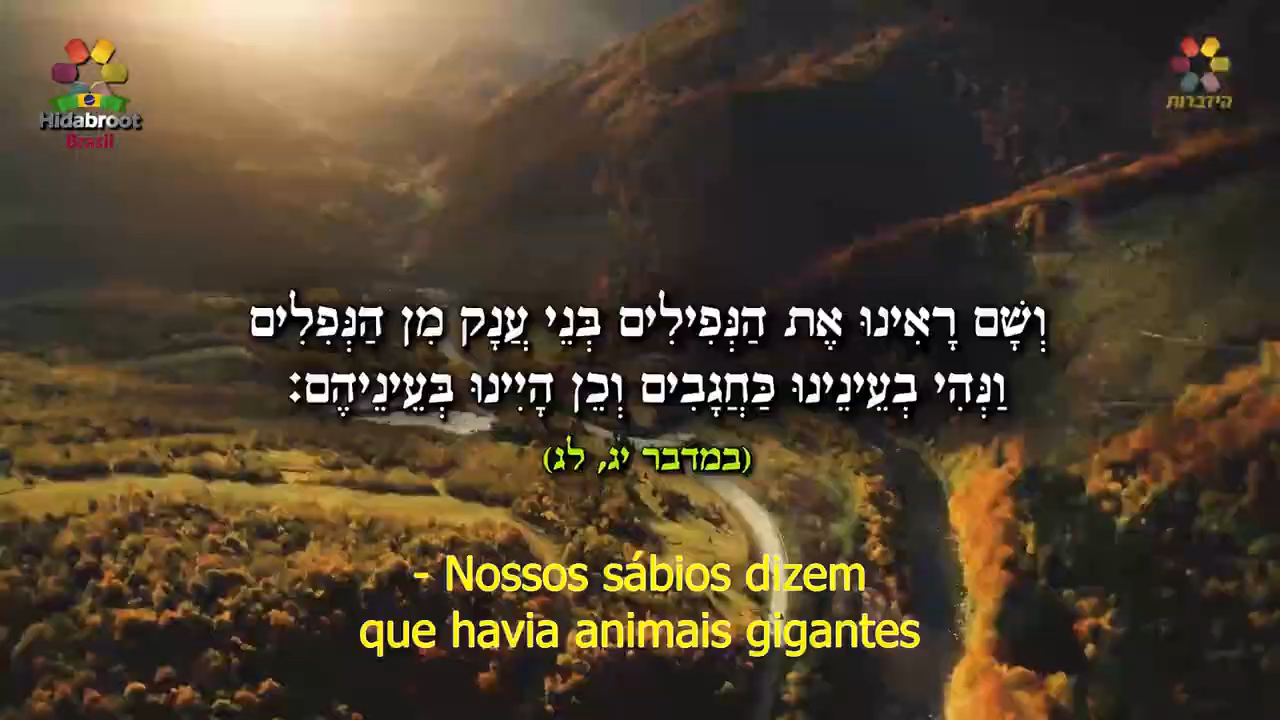 Hidabroot
Brasil
הידברות
וְשָׁם רָאִינוּ אֶת הַנְּפִילִים בְּנֵי עֲנָק מִן הַנְּפִלִים
וַנְּהִי בְעֵינֵינוּ כַּחֲגָבִים וְכֵן הָיִינוּ בְּעֵינֵיהֶם:
(במדבר יג, לג)
- Nossos sábios dizem
que havia animais gigantes